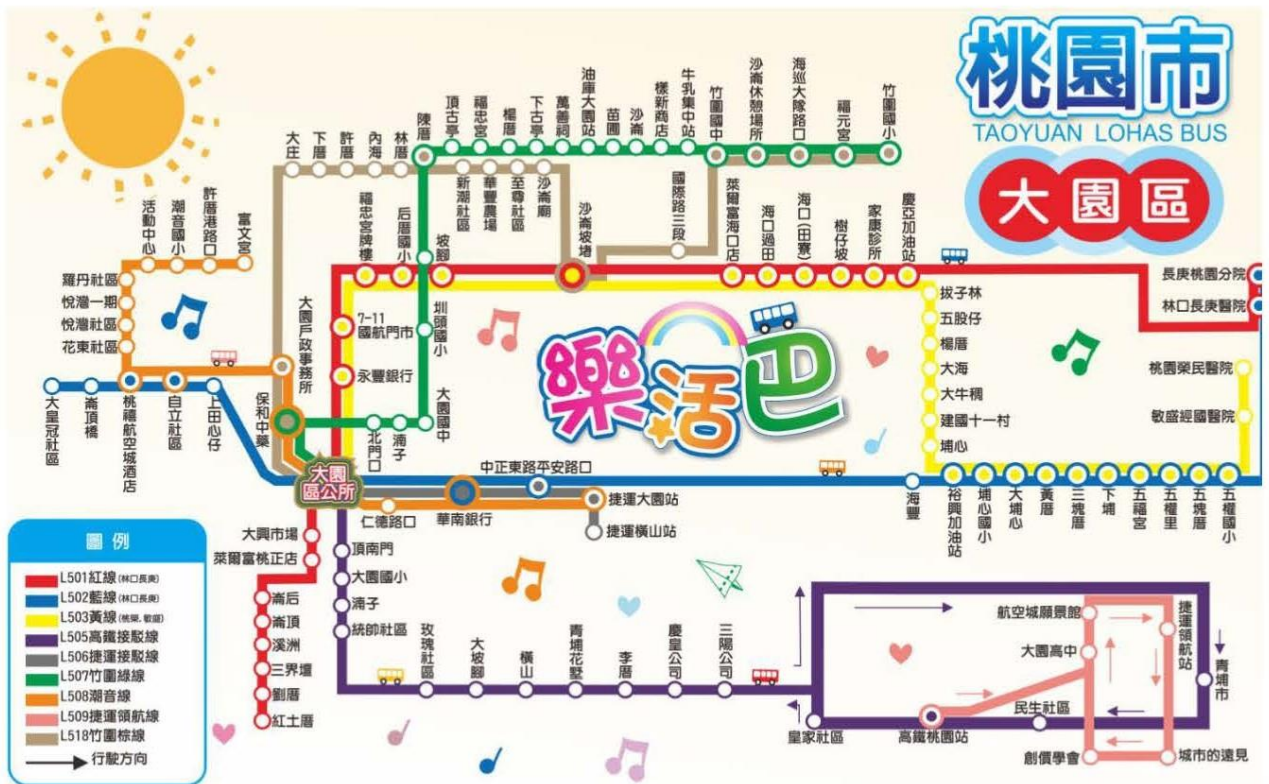 桃園市
TAOYUAN LOHAS BUS
大園區
樂活巴
陳厝
頂古亭
福忠宮
楊厝
下古亭
萬善祠
油庫大園站
苗圃
沙崙
樣新商店
牛乳集中站
竹圍國中
沙崙休憩場所
海巡大隊路口
福元宮
竹圍國小
大庄
下厝
許厝
內海
林厝
新潮社區
華豐農場
至尊社區
沙崙廟
沙崙坡堵
國際路三段
活動中心
潮音國小
許厝港路口
富文宮
羅丹社區
悅灣一期
悅灣社區
花東社區
福忠宮牌樓
后厝國小
坡腳
萊爾富海口店
海口過田
海口(田寮)
樹仔坡
家康診所
慶亞加油站
長庚桃園分院
林口長庚醫院
7-11
國航門市
永豐銀行
圳頭國小
大園國中
湳子
北門口
大園戶政事務所
保和中藥
拔子林
五股仔
楊厝
大海
大牛稠
建國十一村
埔心
桃園榮民醫院
敏盛經國醫院
大皇冠社區
崙頂橋
桃禧航空城酒店
自立社區
上田心仔
大園
區公所
中正東路平安路口
仁德路口
華南銀行
捷運大園站
捷運橫山站
海豐
裕興加油站
埔心國小
大埔心
黃厝
三塊厝
下埔
五福宮
五權里
五塊厝
五權國小
大興市場
萊爾富桃正店
崙后
崙頂
溪洲
三界壇
劉厝
紅土厝
頂南門
大園國小
湳子
統帥社區
玫瑰社區
大坡腳
橫山
青埔花墅
李厝
慶皇公司
三陽公司
皇家社區
高鐵桃園站
民生社區
航空城願景館
大園高中
捷運領航站
青埔市
創價學會
城市的遠見
圖 例
L501紅線(林口長庚)
L502藍線(林口長庚)
L503黃線(桃榮、敏盛)
L505高鐵接駁線
L506捷運接駁線
L507竹圍綠線
L508潮音線
L509捷運領航線
L518竹圍棕線
行駛方向